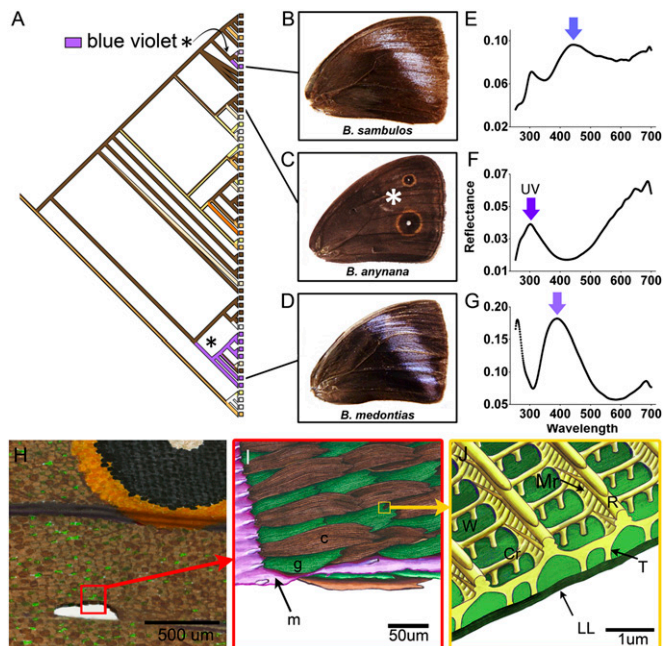 A
blue violet *
*
B
B. sambulos
C
*
B. anynana
D
B. medontias
E
0.10
0.06
0.02
300 400 500 600 700
F
UV
0.07
0.05
0.03
0.01
300 400 500 600 700
Reflectance
G
0.20
0.15
0.10
0.05
300 400 500 600 700
Wavelength
H
500 um
I
c
g
m
50um
J
Mr
R
W
Cr
T
LL
1um